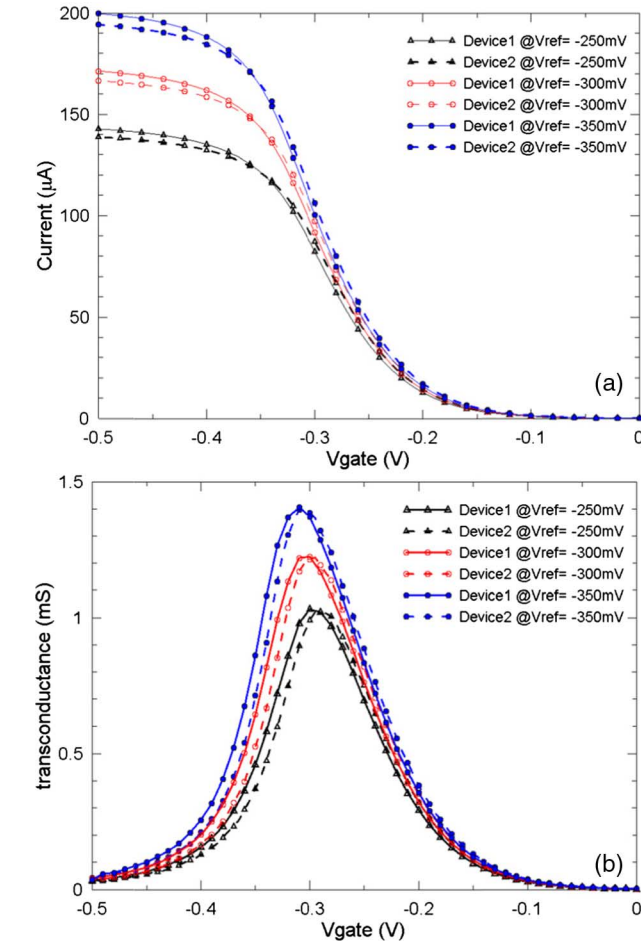 200
150
100
50
0
Current (µA)
Device1 @Vref= -250mV
Device2 @Vref= -250mV
Device1 @Vref= -300mV
Device2 @Vref= -300mV
Device1 @Vref= -350mV
Device2 @Vref= -350mV
(a)
-0.5 -0.4 -0.3 -0.2 -0.1 0
Vgate (V)
1.5
1
0.5
0
transconductance (mS)
Device1 @Vref= -250mV
Device2 @Vref= -250mV
Device1 @Vref= -300mV
Device2 @Vref= -300mV
Device1 @Vref= -350mV
Device2 @Vref= -350mV
(b)
-0.5 -0.4 -0.3 -0.2 -0.1 0
Vgate (V)